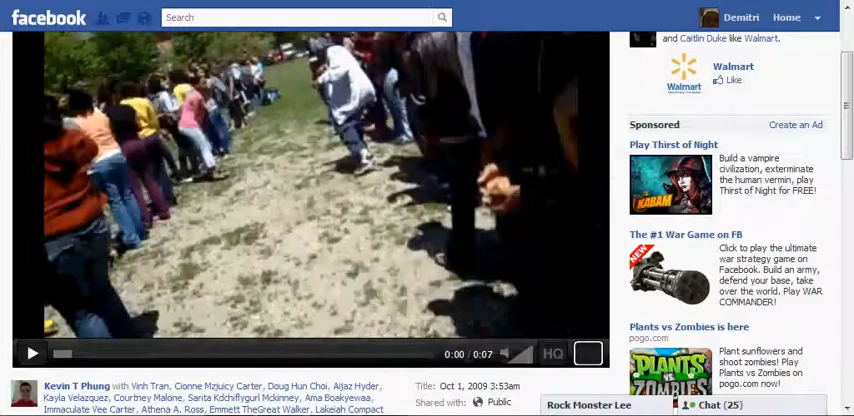 facebook
Search
Demitri
Home
and Caitlin Duke like Walmart.
Walmart
Walmart
Like
Sponsored
Create an Ad
Play Thirst of Night
KABAM
Build a vampire
civilization, exterminate
the human vermin, play
Thirst of Night for FREE!
The #1 War Game on FB
NEW
Click to play the ultimate
war strategy game on
Facebook. Build an army,
defend your base, take
over the world. Play WAR
COMMANDER!
Plants vs Zombies is here
pogo.com
PLANTS
VS
ZOMBIES
Plant sunflowers and
shoot zombies! Play
Plants vs Zombies on
pogo.com now!
0:00 / 0:07
HQ
Kevin T Phung with Vinh Tran, Cionne Mzjuicy Carter, Doug Hun Choi, Aijaz Hyder,
Kayla Velazquez, Courtney Malone, Sarita Kdchiflygurl Mckinney, Ama Boakyewaa,
Immaculate Vee Carter, Athena A. Ross, Emmett TheGreat Walker, Lakeiah Compact
Title: Oct 1, 2009 3:53am
Shared with: Public
Rock Monster Lee
Chat (25)